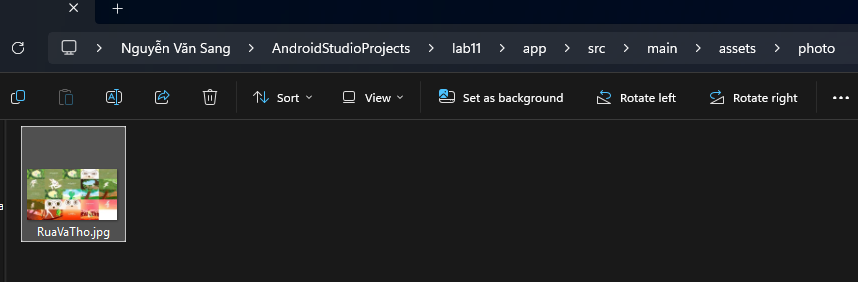 Nguyễn Văn Sang > AndroidStudioProjects > lab11 > app > src > main > assets > photo
Sort View Set as background Rotate left Rotate right
RuaVaTho.jpg